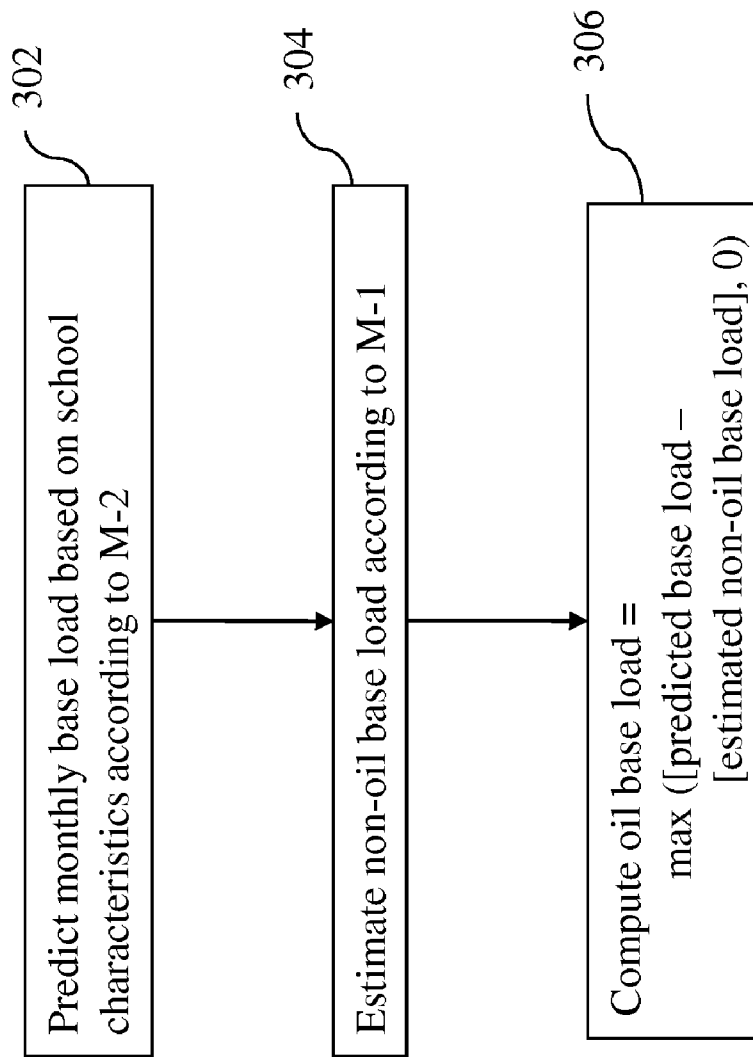 302
Predict monthly base load based on school
characteristics according to M-2
304
Estimate non-oil base load according to M-1
306
Compute oil base load =
max ([predicted base load –
[estimated non-oil base load], 0)